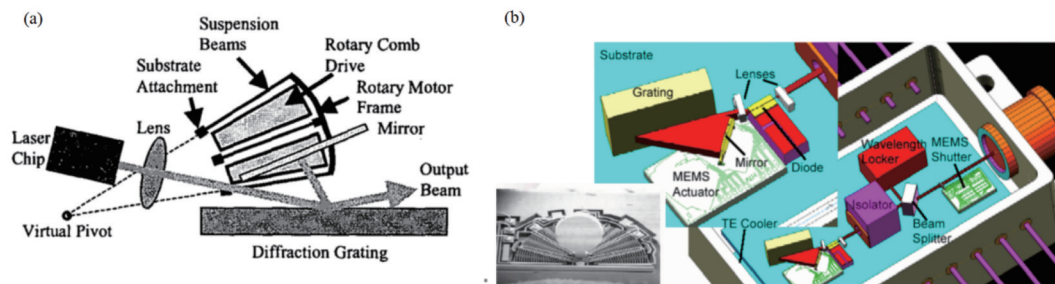 (a)
Suspension
Beams
Rotary Comb
Drive
Substrate
Attachment
Rotary Motor
Frame
Lens
Mirror
Laser
Chip
Output
Beam
Virtual Pivot
Diffraction Grating
(b)
Substrate
Lenses
Grating
Mirror
Diode
MEMS
Actuator
Wavelength
Locker
MEMS
Shutter
Isolator
TE Cooler
Beam
Splitter